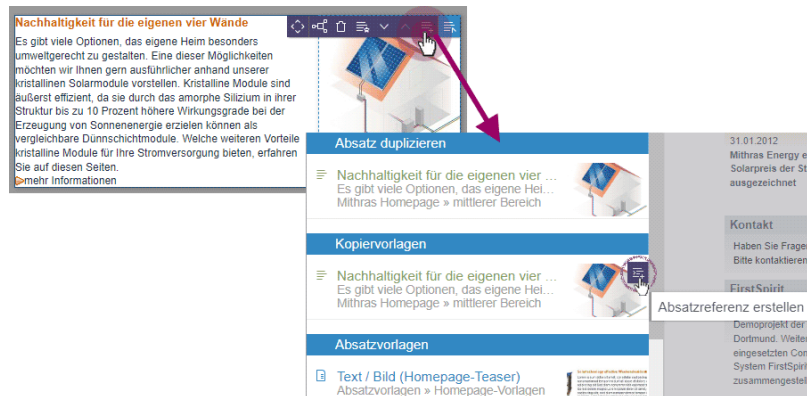 Nachhaltigkeit für die eigenen vier Wände
Es gibt viele Optionen, das eigene Heim besonders
umweltgerecht zu gestalten. Eine dieser Möglichkeiten
möchten wir Ihnen gern ausführlicher anhand unserer
kristallinen Solarmodule vorstellen. Kristalline Module sind
äußerst effizient, da sie durch das amorphe Silizium in ihrer
Struktur bis zu 10 Prozent höhere Wirkungsgrade bei der
Erzeugung von Sonnenenergie erzielen können als
vergleichbare Dünnschichtmodule. Welche weiteren Vorteile
kristalline Module für Ihre Stromversorgung bieten, erfahren
Sie auf diesen Seiten.
mehr Informationen
Absatz duplizieren
Nachhaltigkeit für die eigenen vier ...
Es gibt viele Optionen, das eigene Hei...
Mithras Homepage » mittlerer Bereich
Kopiervorlagen
Nachhaltigkeit für die eigenen vier ...
Es gibt viele Optionen, das eigene Hei...
Mithras Homepage » mittlerer Bereich
Absatzvorlagen
Text / Bild (Homepage-Teaser)
Absatzvorlagen » Homepage-Vorlagen
31.01.2012
Mithras Energy e
Solarpreis der St
ausgezeichnet
Kontakt
Haben Sie Fragen
Bitte kontaktieren
FirstSpirit
Absatzreferenz erstellen
Demoprojekt der
Dortmund. Weiter
eingesetzten Con
System FirstSpiri
zusammengestel